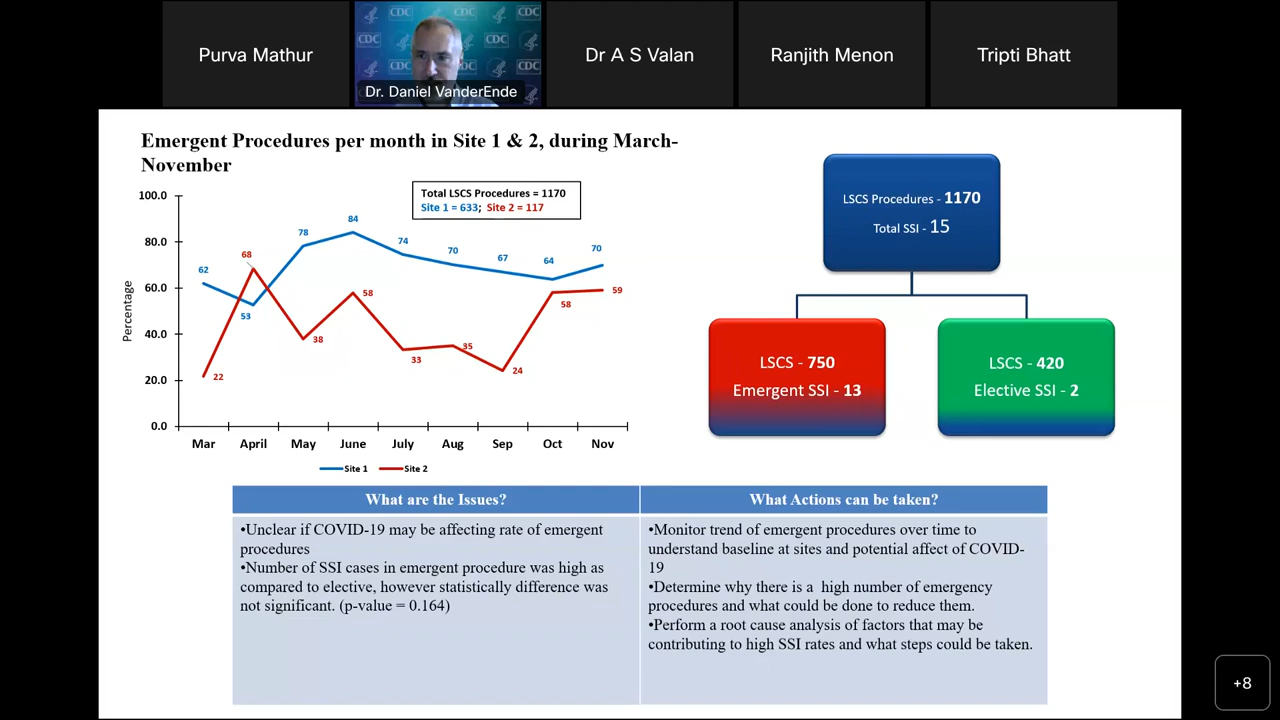 Purva Mathur
CDC
CDC
CDC
CDC
Dr. Daniel VanderEnde
Dr A S Valan
Ranjith Menon
Tripti Bhatt
Emergent Procedures per month in Site 1 & 2, during March-
November
Total LSCS Procedures = 1170
Site 1 = 633; Site 2 = 117
Percentage
100.0
80.0
60.0
40.0
20.0
0.0
62
53
78
84
74
70
67
64
70
22
68
38
58
33
35
24
58
59
Mar April May June July Aug Sep Oct Nov
Site 1 Site 2
LSCS Procedures - 1170
Total SSI - 15
LSCS - 750
Emergent SSI - 13
LSCS - 420
Elective SSI - 2
What are the Issues?
•Unclear if COVID-19 may be affecting rate of emergent
procedures
•Number of SSI cases in emergent procedure was high as
compared to elective, however statistically difference was
not significant. (p-value = 0.164)
What Actions can be taken?
•Monitor trend of emergent procedures over time to
understand baseline at sites and potential affect of COVID-
19
•Determine why there is a  high number of emergency
procedures and what could be done to reduce them.
•Perform a root cause analysis of factors that may be
contributing to high SSI rates and what steps could be taken.
+8